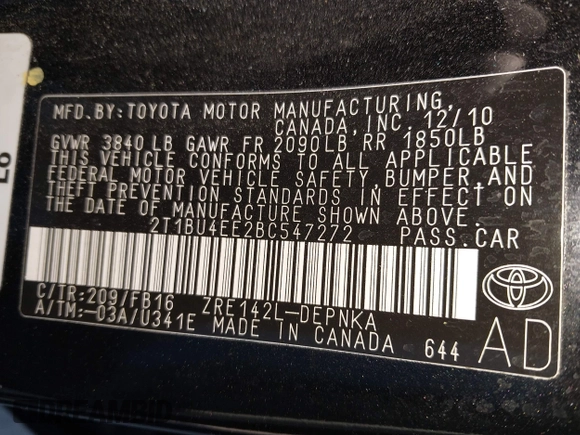 MFD.BY:TOYOTA MOTOR MANUFACTURING,
CANADA,INC. 12/10
GVWR 3840LB GAWR FR 2090LB RR 1850LB
THIS VEHICLE CONFORMS TO ALL APPLICABLE
FEDERAL MOTOR VEHICLE SAFETY,BUMPER,AND
THEFT PREVENTION STANDARDS IN EFFECT ON
THE DATE OF MANUFACTURE SHOWN ABOVE.
2T1BU4EE2BC547272 PASS.CAR
C/TR:209/FB16 ZRE142L-DEPNKA
A/TM:-03A/U341E MADE IN CANADA 644
AD